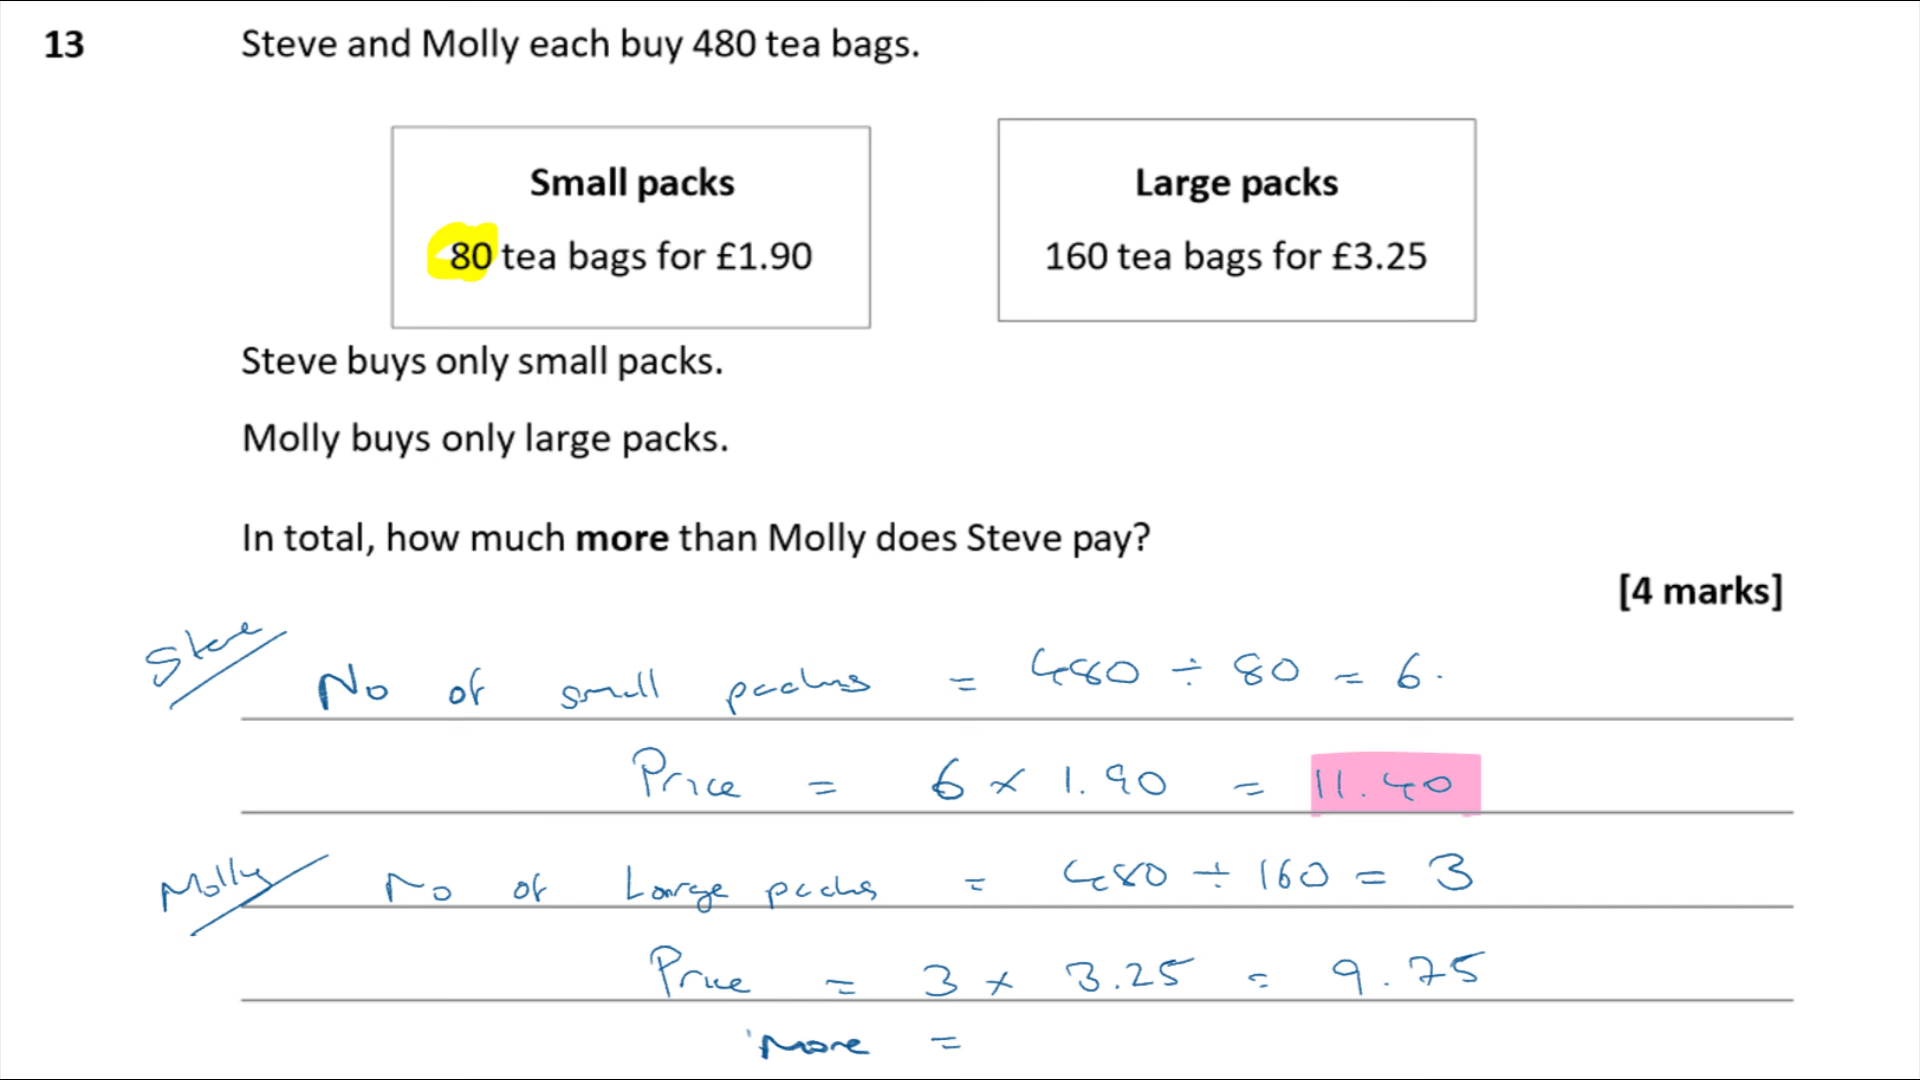 13 Steve and Molly each buy 480 tea bags.
Small packs
80 tea bags for £1.90
Large packs
160 tea bags for £3.25
Steve buys only small packs.
Molly buys only large packs.
In total, how much more than Molly does Steve pay?
[4 marks]
Steve
No of small packs = 480 ÷ 80 = 6.
Price = 6 × 1.90 = 11.40
Molly
No of Large packs = 480 ÷ 160 = 3
Price = 3 × 3.25 = 9.75
More =